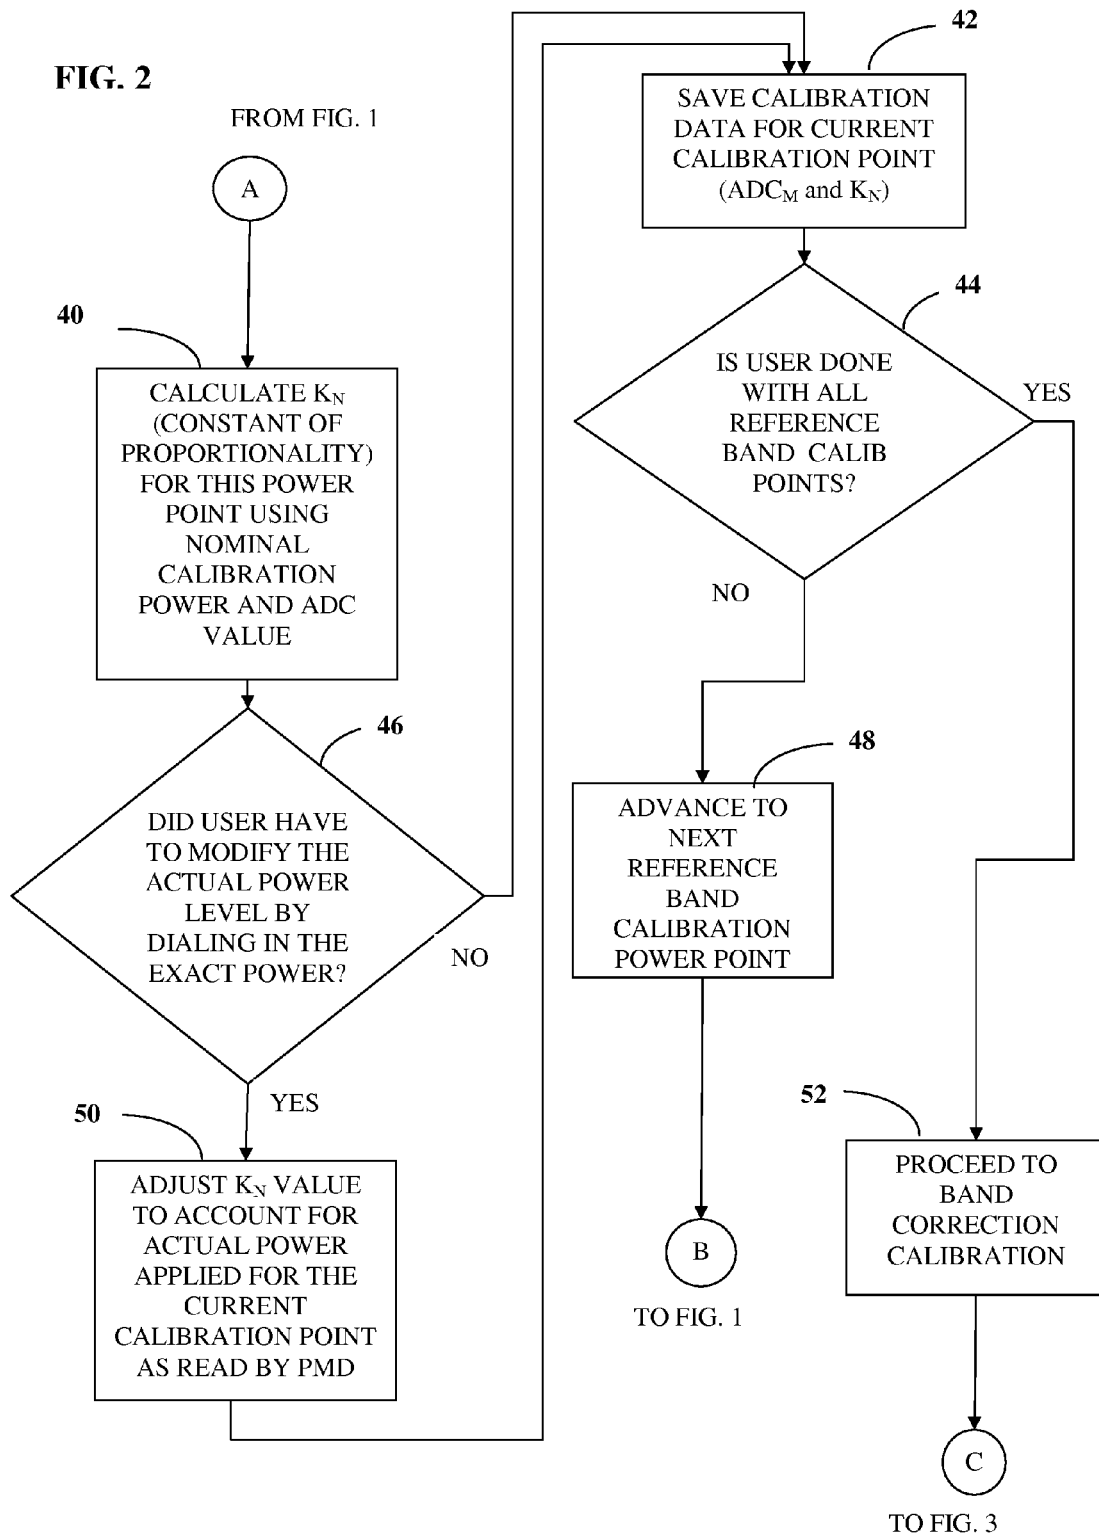 FIG. 2
FROM FIG. 1
A
40
CALCULATE K_N
(CONSTANT OF
PROPORTIONALITY)
FOR THIS POWER
POINT USING
NOMINAL
CALIBRATION
POWER AND ADC
VALUE
46
DID USER HAVE
TO MODIFY THE
ACTUAL POWER
LEVEL BY
DIALING IN THE
EXACT POWER?
NO
YES
50
ADJUST K_N VALUE
TO ACCOUNT FOR
ACTUAL POWER
APPLIED FOR THE
CURRENT
CALIBRATION POINT
AS READ BY PMD
42
SAVE CALIBRATION
DATA FOR CURRENT
CALIBRATION POINT
(ADC_M and K_N)
44
IS USER DONE
WITH ALL
REFERENCE
BAND CALIB
POINTS?
YES
NO
48
ADVANCE TO
NEXT
REFERENCE
BAND
CALIBRATION
POWER POINT
B
TO FIG. 1
52
PROCEED TO
BAND
CORRECTION
CALIBRATION
C
TO FIG. 3